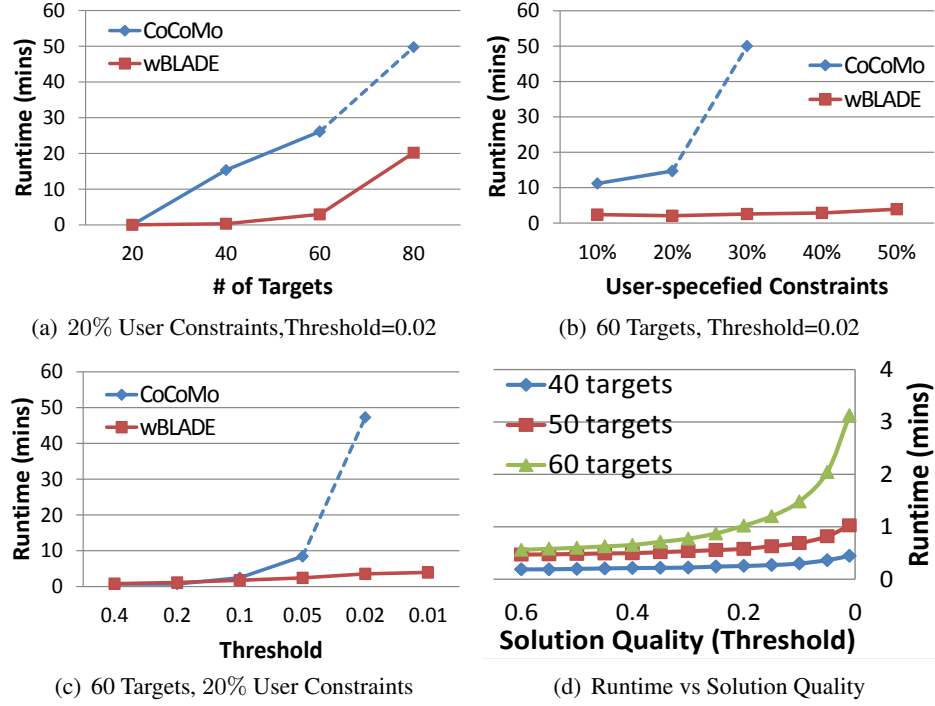 Runtime (mins)
60
50
40
30
20
10
0
CoCoMo
wBLADE
20 40 60 80
# of Targets
(a) 20% User Constraints,Threshold=0.02
Runtime (mins)
60
50
40
30
20
10
0
CoCoMo
wBLADE
10% 20% 30% 40% 50%
User-specefied Constraints
(b) 60 Targets, Threshold=0.02
Runtime (mins)
60
50
40
30
20
10
0
CoCoMo
wBLADE
0.4 0.2 0.1 0.05 0.02 0.01
Threshold
(c) 60 Targets, 20% User Constraints
40 targets
50 targets
60 targets
4
3
2
1
0
Runtime (mins)
0.6 0.4 0.2 0
Solution Quality (Threshold)
(d) Runtime vs Solution Quality